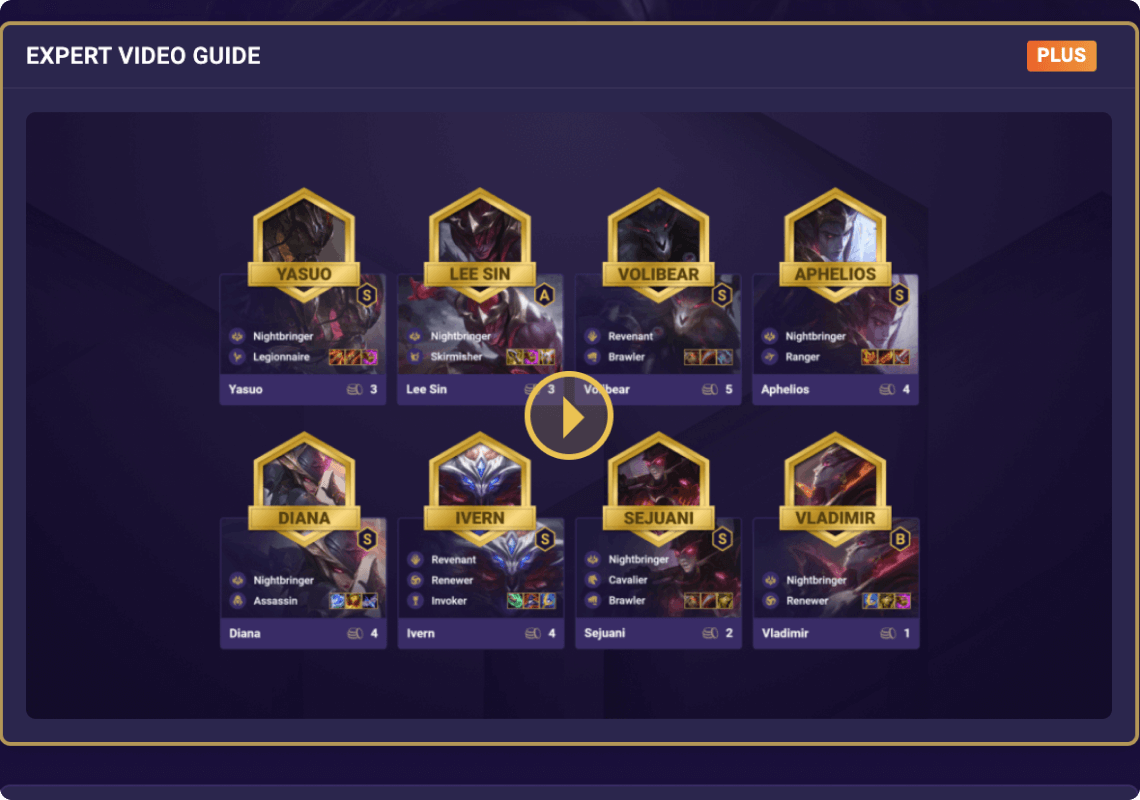 EXPERT VIDEO GUIDE PLUS
YASUO LEE SIN VOLIBEAR APHELIOS
S A S S
Nightbringer Nightbringer Revenant Nightbringer
Legionnaire Skirmisher Brawler Ranger
Yasuo 3 Lee Sin 3 Volibear 5 Aphelios 4
DIANA IVERN SEJUANI VLADIMIR
S S S B
Revenant Nightbringer
Nightbringer Renewer Cavalier Nightbringer
Assassin Invoker Brawler Renewer
Diana 4 Ivern 4 Sejuani 2 Vladimir 1